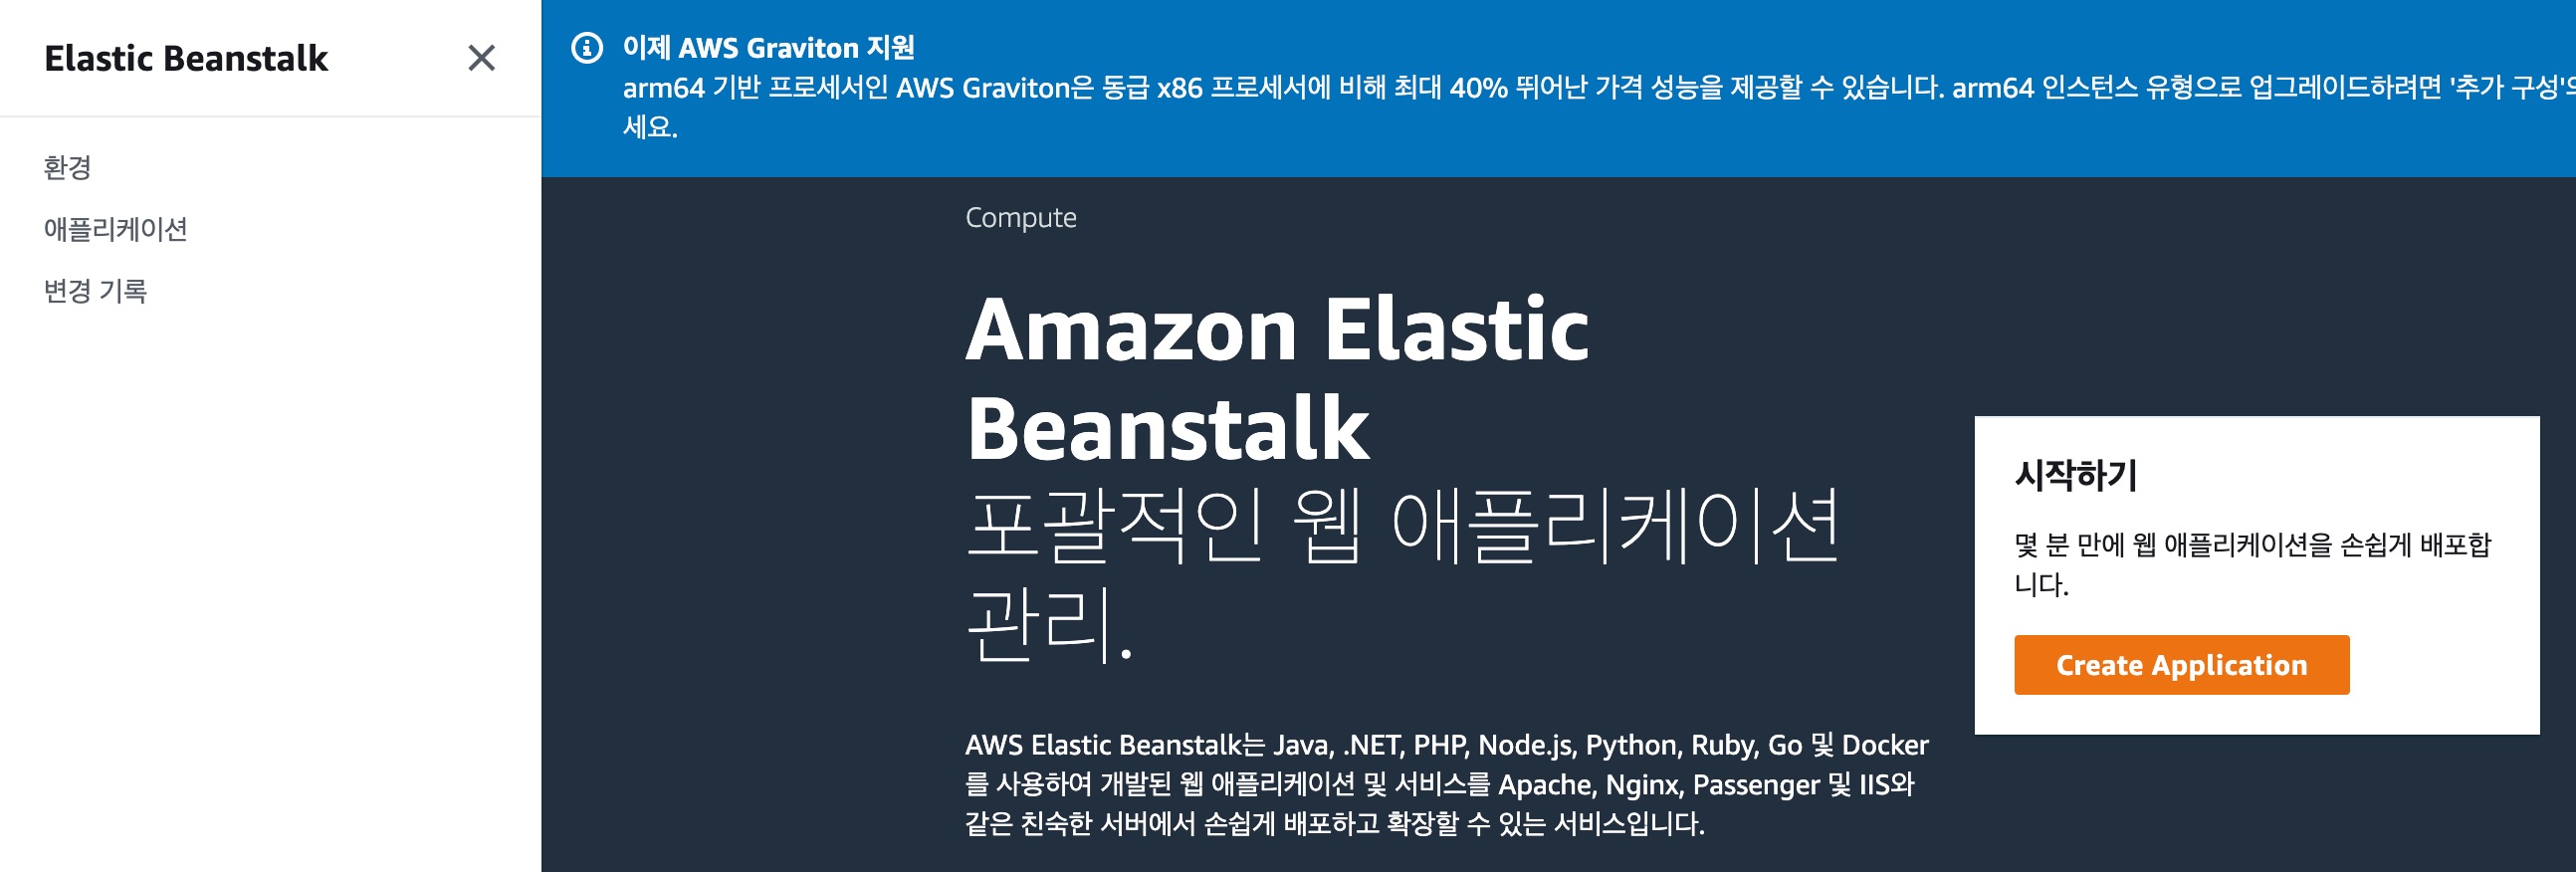 Elastic Beanstalk
환경
애플리케이션
변경 기록
이제 AWS Graviton 지원
arm64 기반 프로세서인 AWS Graviton은 동급 x86 프로세서에 비해 최대 40% 뛰어난 가격 성능을 제공할 수 있습니다. arm64 인스턴스 유형으로 업그레이드하려면 '추가 구성'의
세요.
Compute
Amazon Elastic
Beanstalk
포괄적인 웹 애플리케이션
관리.
AWS Elastic Beanstalk는 Java, .NET, PHP, Node.js, Python, Ruby, Go 및 Docker
를 사용하여 개발된 웹 애플리케이션 및 서비스를 Apache, Nginx, Passenger 및 IIS와
같은 친숙한 서버에서 손쉽게 배포하고 확장할 수 있는 서비스입니다.
시작하기
몇 분 만에 웹 애플리케이션을 손쉽게 배포합
니다.
Create Application